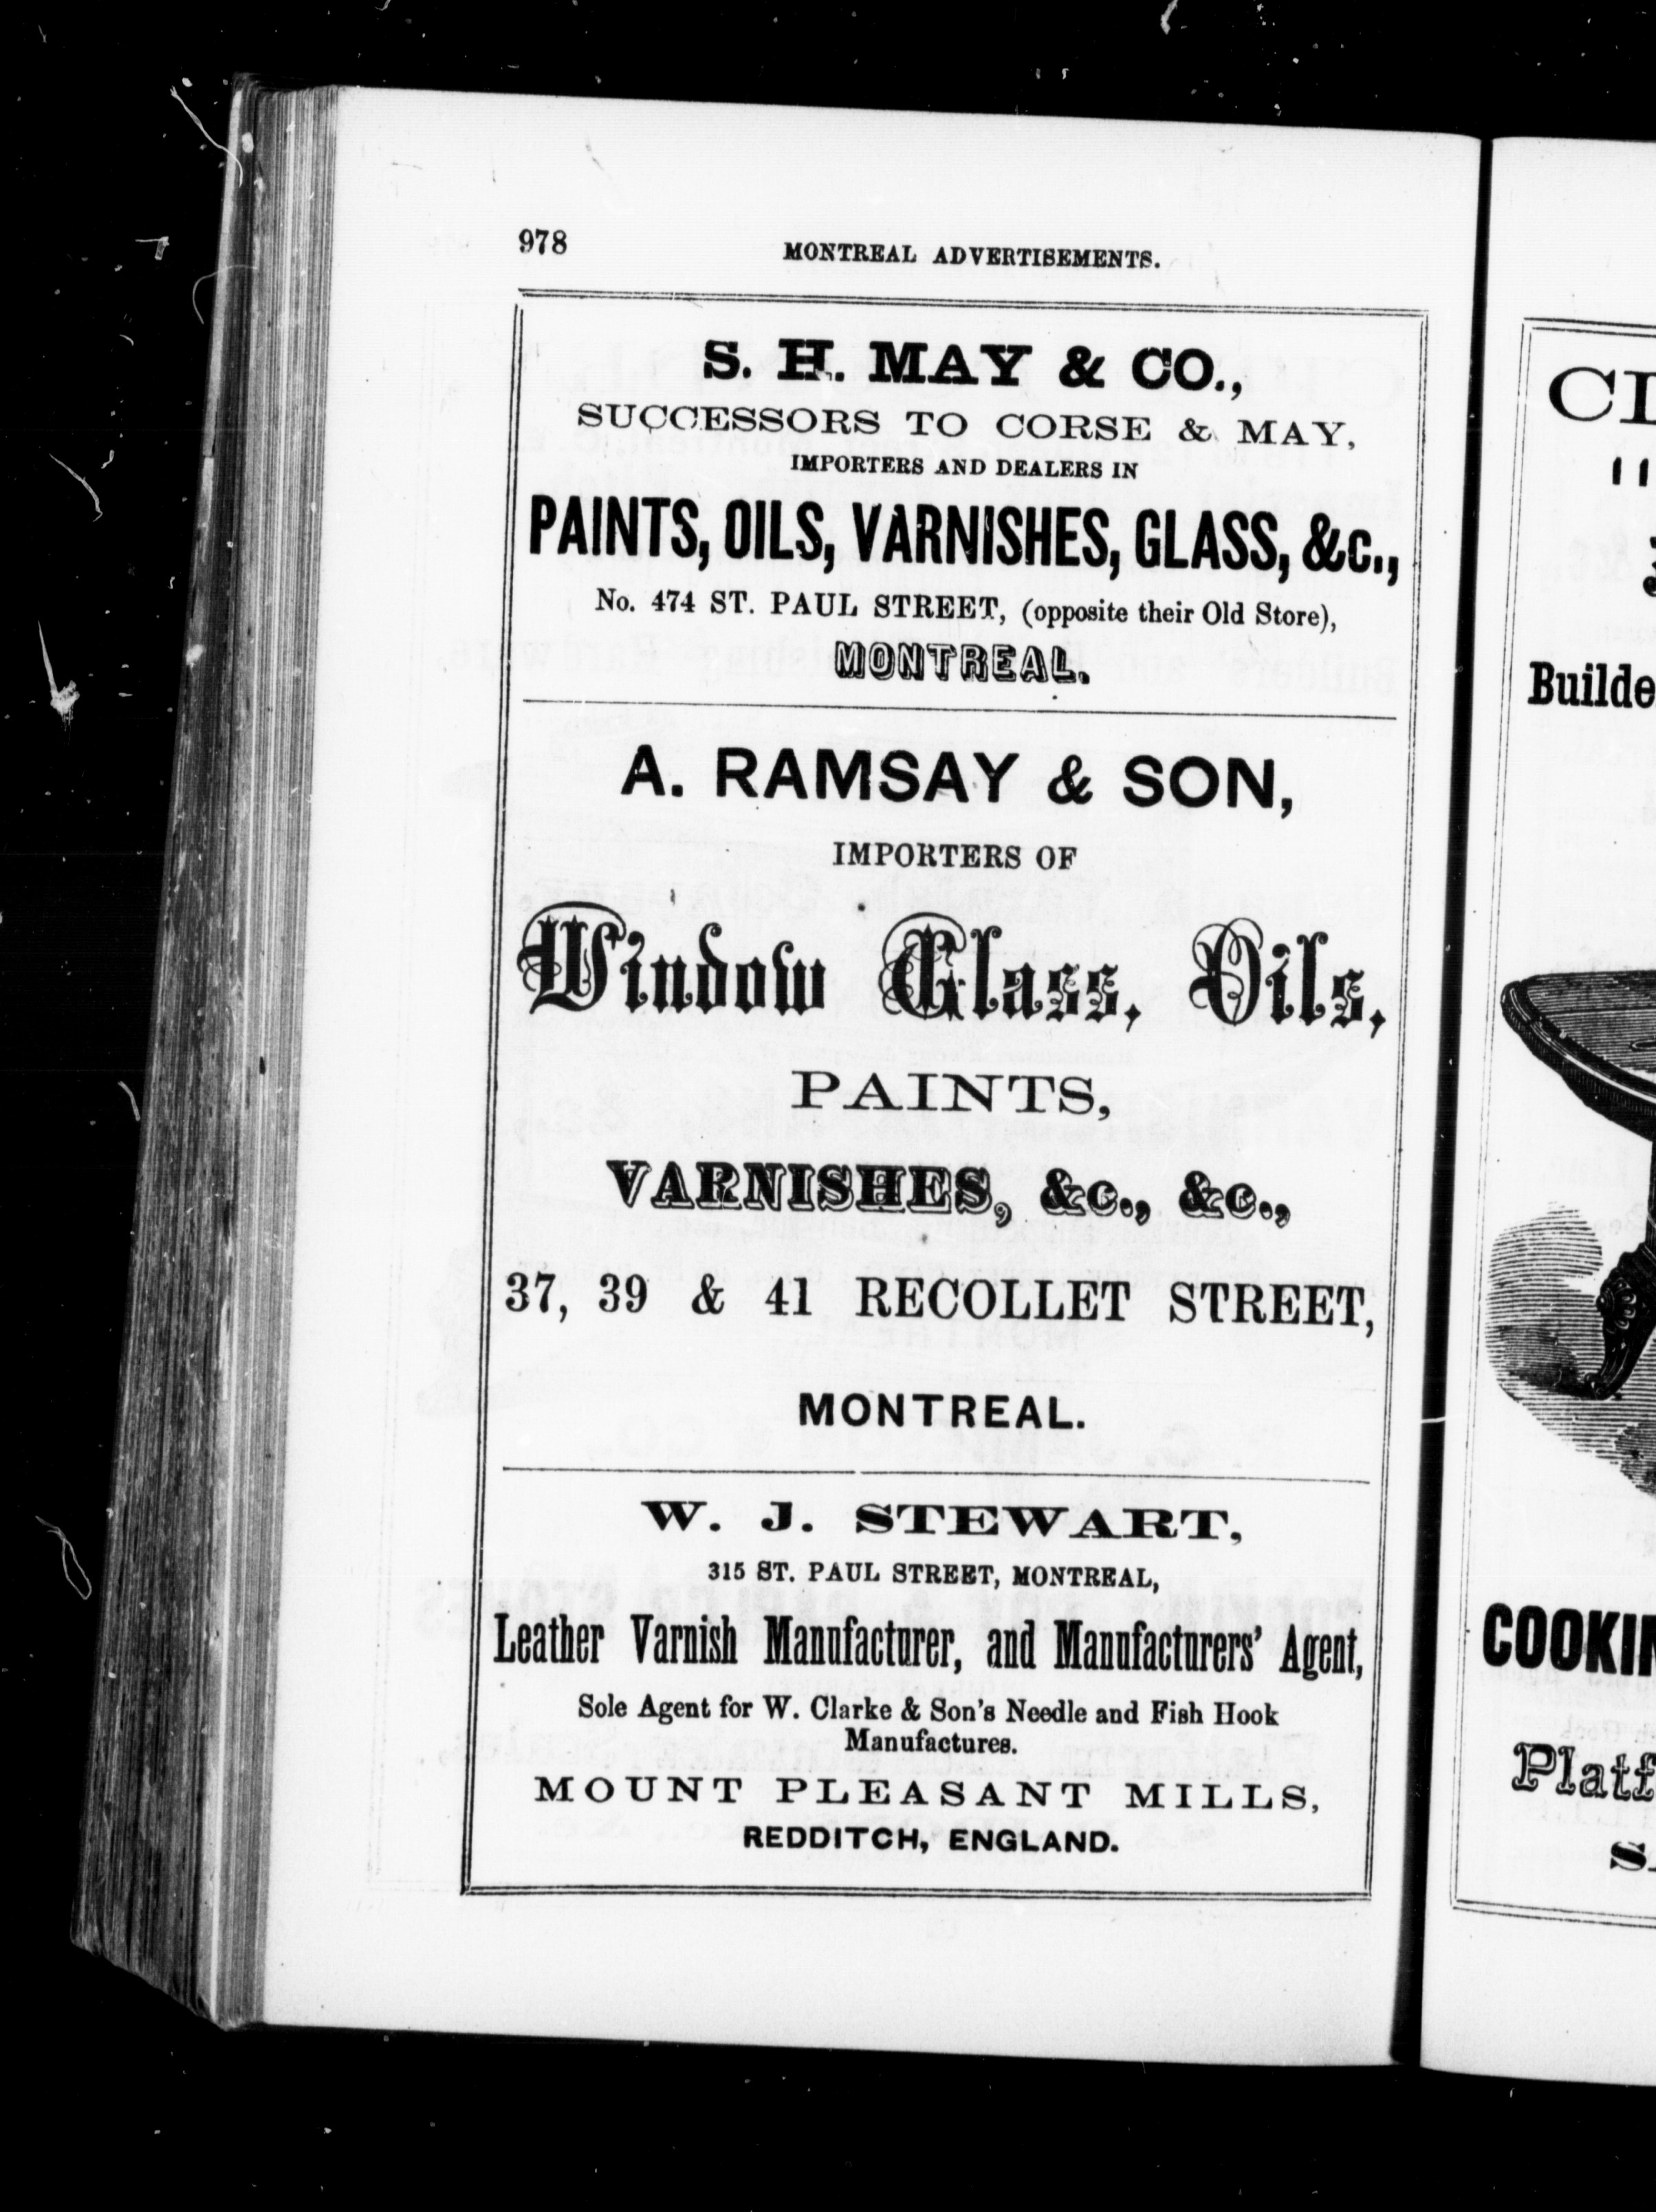 978
MONTREAL ADVERTISEMENTS.
S. H. MAY & CO.,
SUCCESSORS TO CORSE & MAY,
IMPORTERS AND DEALERS IN
PAINTS, OILS, VARNISHES, GLASS, &c.,
No. 474 ST. PAUL STREET, (opposite their Old Store),
MONTREAL.
A. RAMSAY & SON,
IMPORTERS OF
Window Glass, Oils,
PAINTS,
VARNISHES, &c., &c.,
37, 39 & 41 RECOLLET STREET,
MONTREAL.
W. J. STEWART,
315 ST. PAUL STREET, MONTREAL,
Leather Varnish Manufacturer, and Manufacturers' Agent,
Sole Agent for W. Clarke & Son's Needle and Fish Hook
Manufactures.
MOUNT PLEASANT MILLS,
REDDITCH, ENGLAND.
Builde
COOKIN
Platf